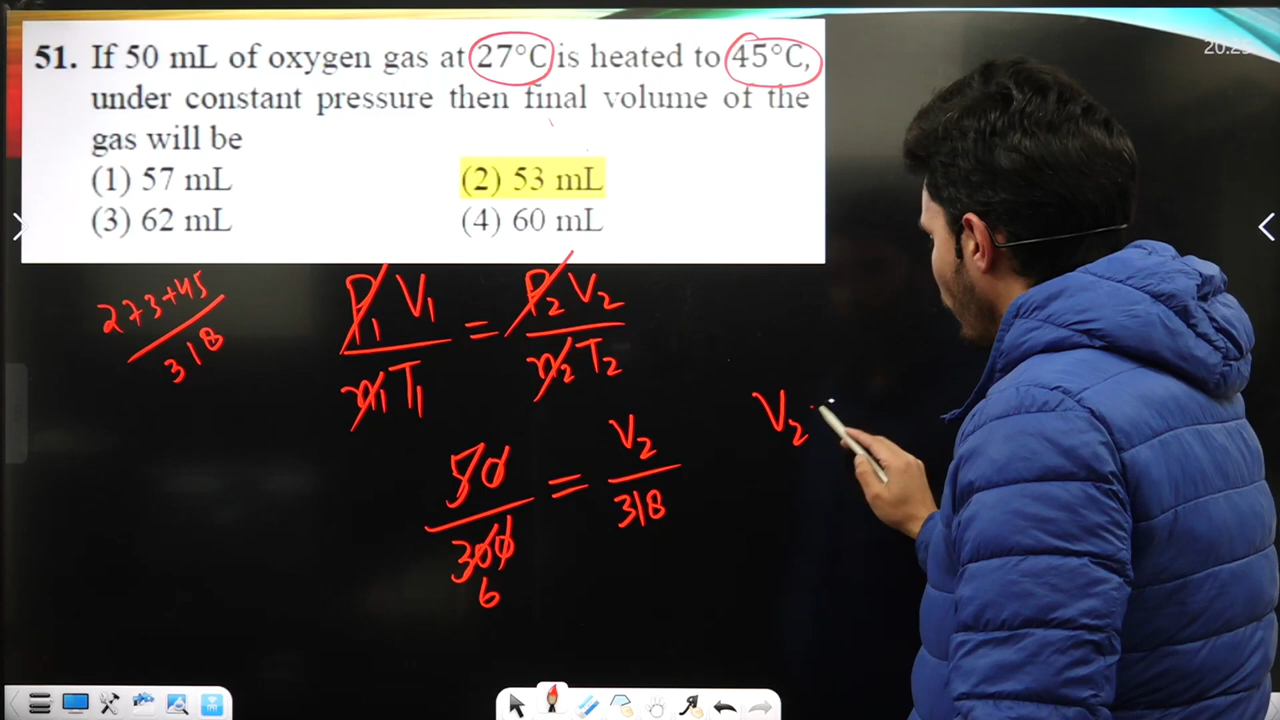 20:2
51. If 50 mL of oxygen gas at 27°C is heated to 45°C,
under constant pressure then final volume of the
gas will be
(1) 57 mL (2) 53 mL
(3) 62 mL (4) 60 mL
273+45
318
P₁V₁/n₁T₁ = P₂V₂/n₂T₂
50/300 = V₂/318
6
V₂